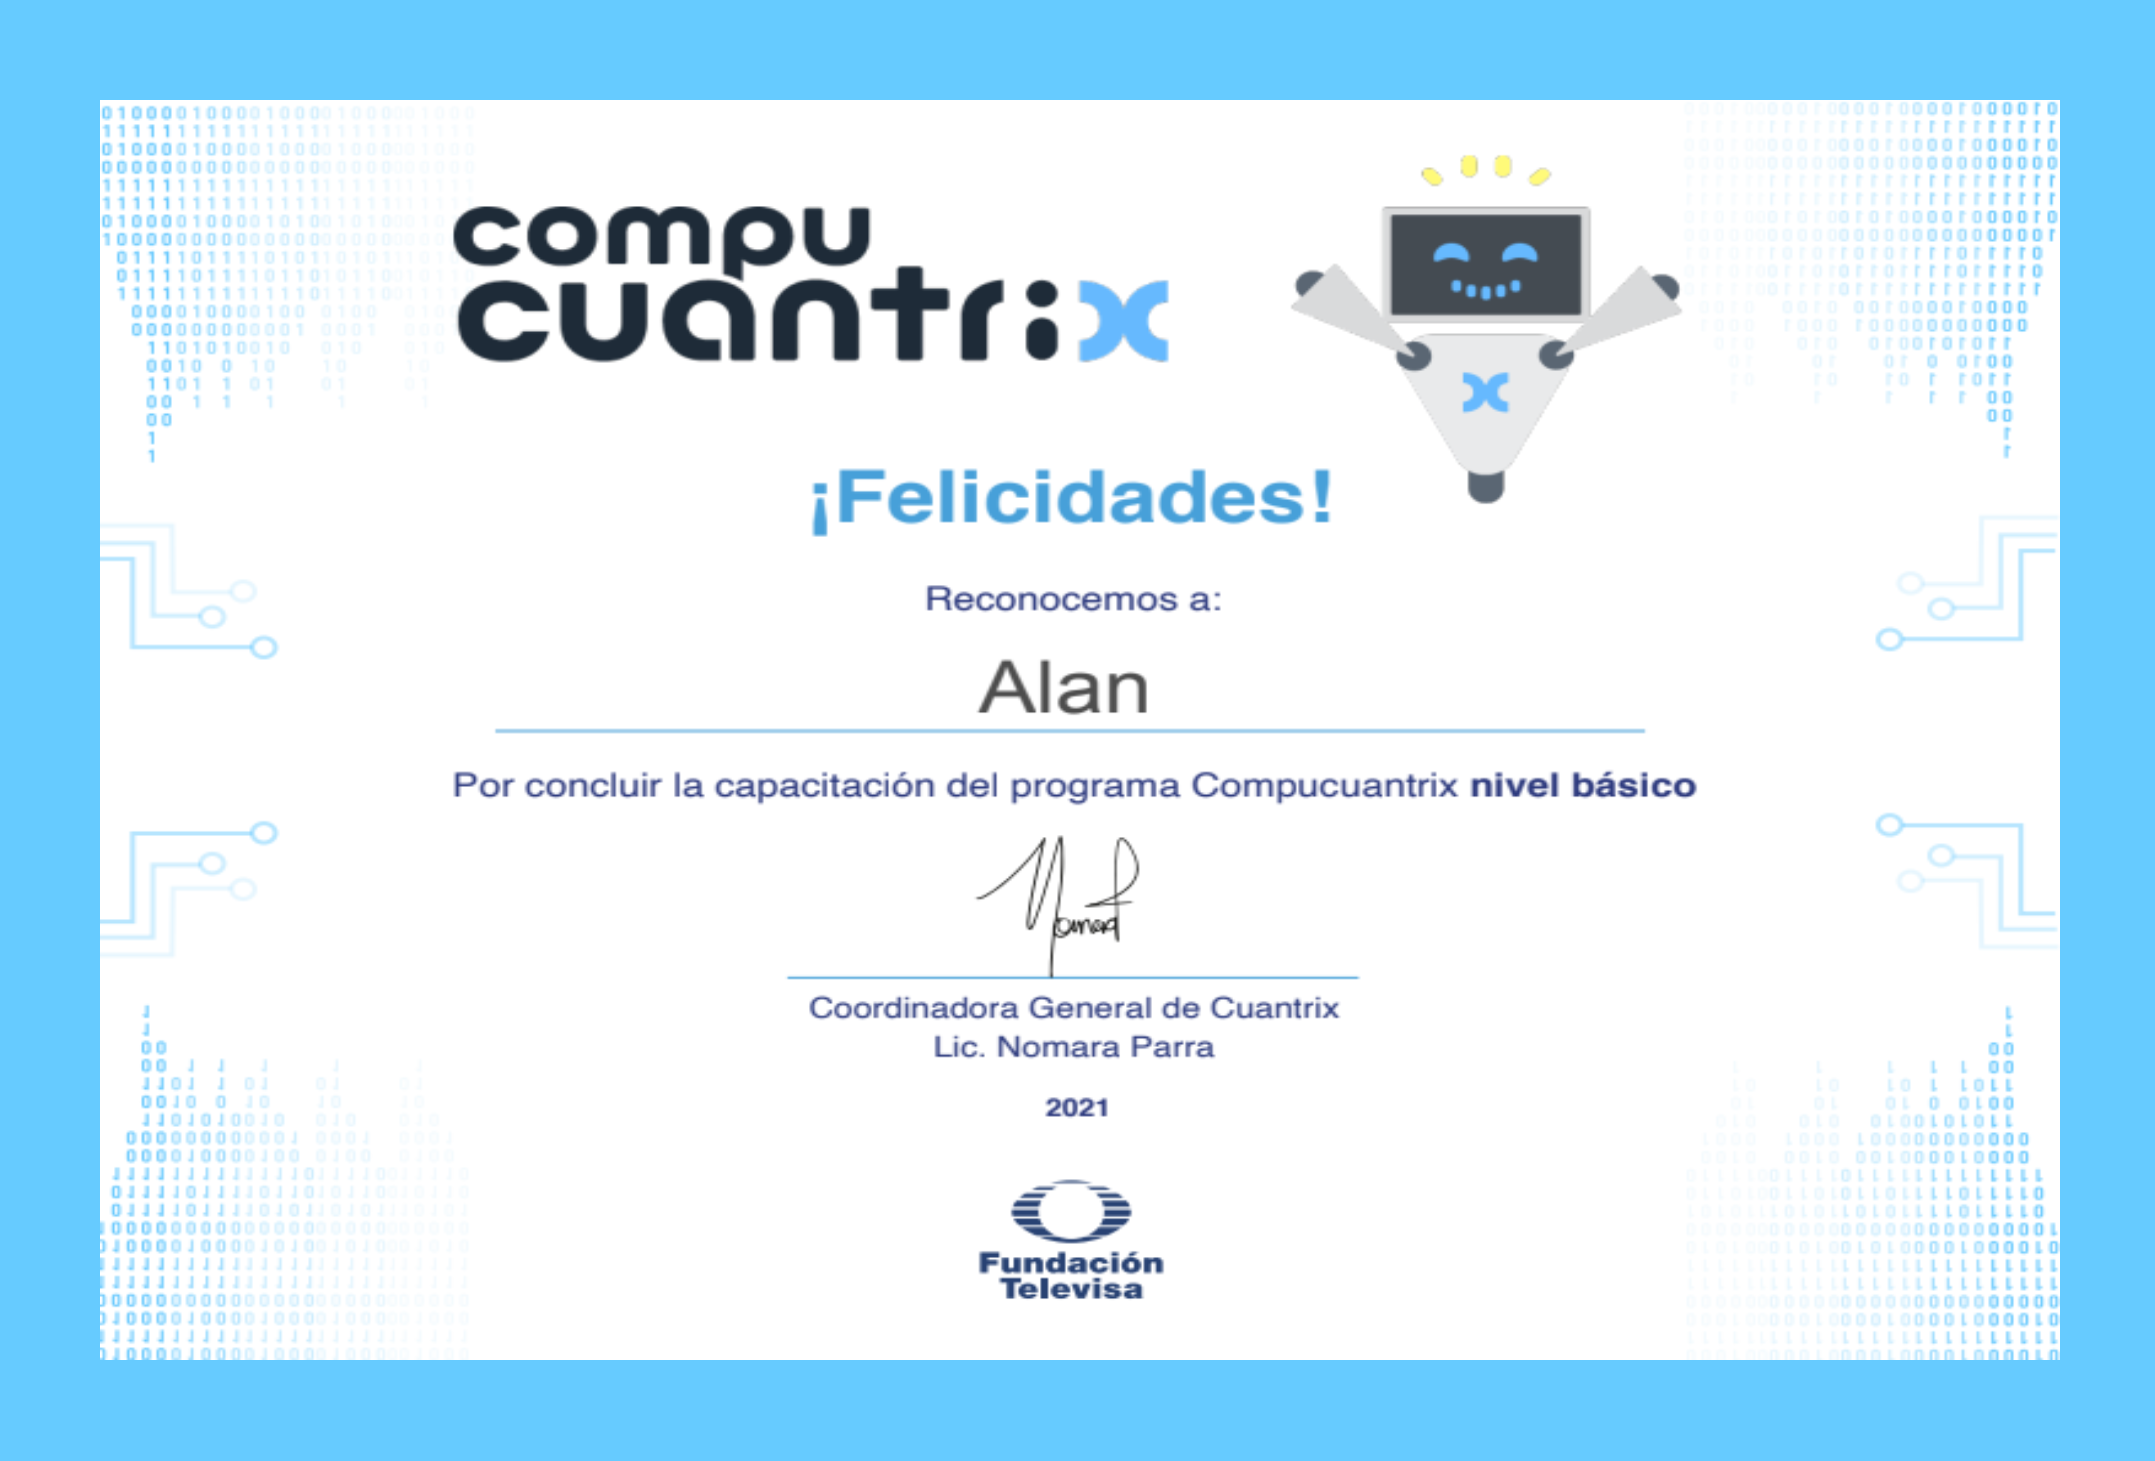 compu
cuantrix
¡Felicidades!
Reconocemos a:
Alan
Por concluir la capacitación del programa Compucuantrix nivel básico
Coordinadora General de Cuantrix
Lic. Nomara Parra
2021
Fundación
Televisa